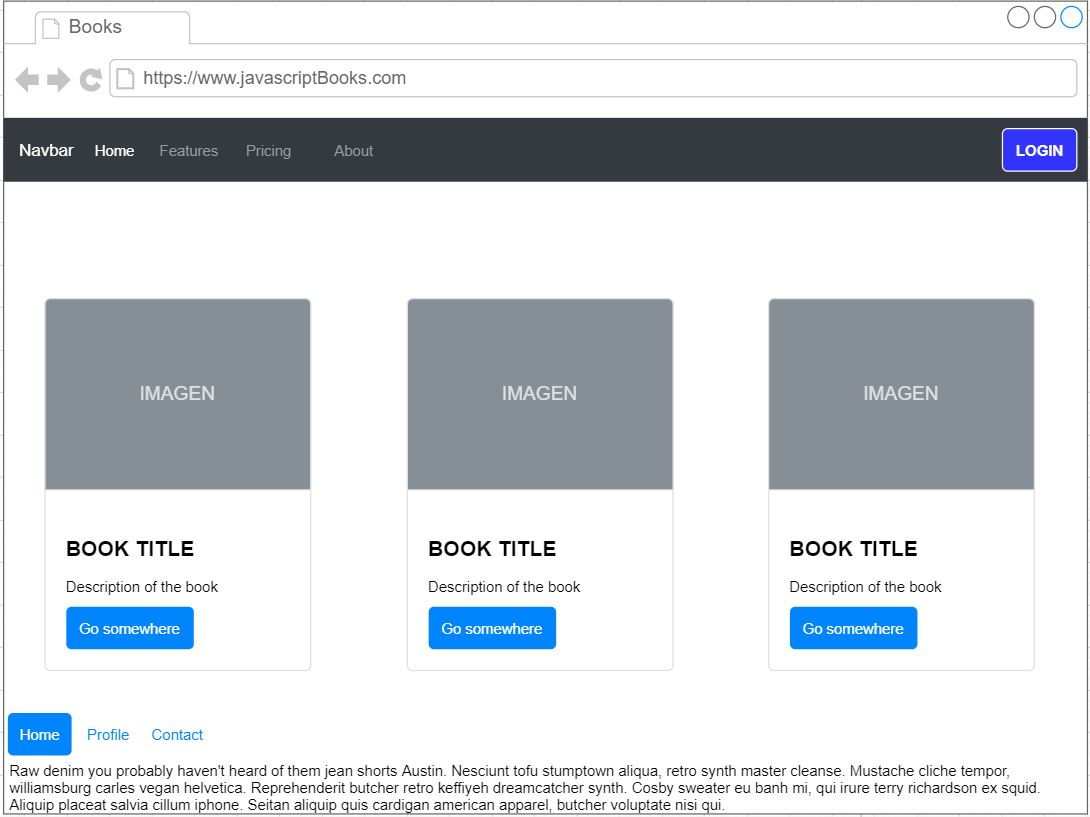 Books
https://www.javascriptBooks.com
Navbar Home Features Pricing About LOGIN
IMAGEN IMAGEN IMAGEN
BOOK TITLE BOOK TITLE BOOK TITLE
Description of the book Description of the book Description of the book
Go somewhere Go somewhere Go somewhere
Home Profile Contact
Raw denim you probably haven't heard of them jean shorts Austin. Nesciunt tofu stumptown aliqua, retro synth master cleanse. Mustache cliche tempor,
williamsburg carles vegan helvetica. Reprehenderit butcher retro keffiyeh dreamcatcher synth. Cosby sweater eu banh mi, qui irure terry richardson ex squid.
Aliquip placeat salvia cillum iphone. Seitan aliquip quis cardigan american apparel, butcher voluptate nisi qui.